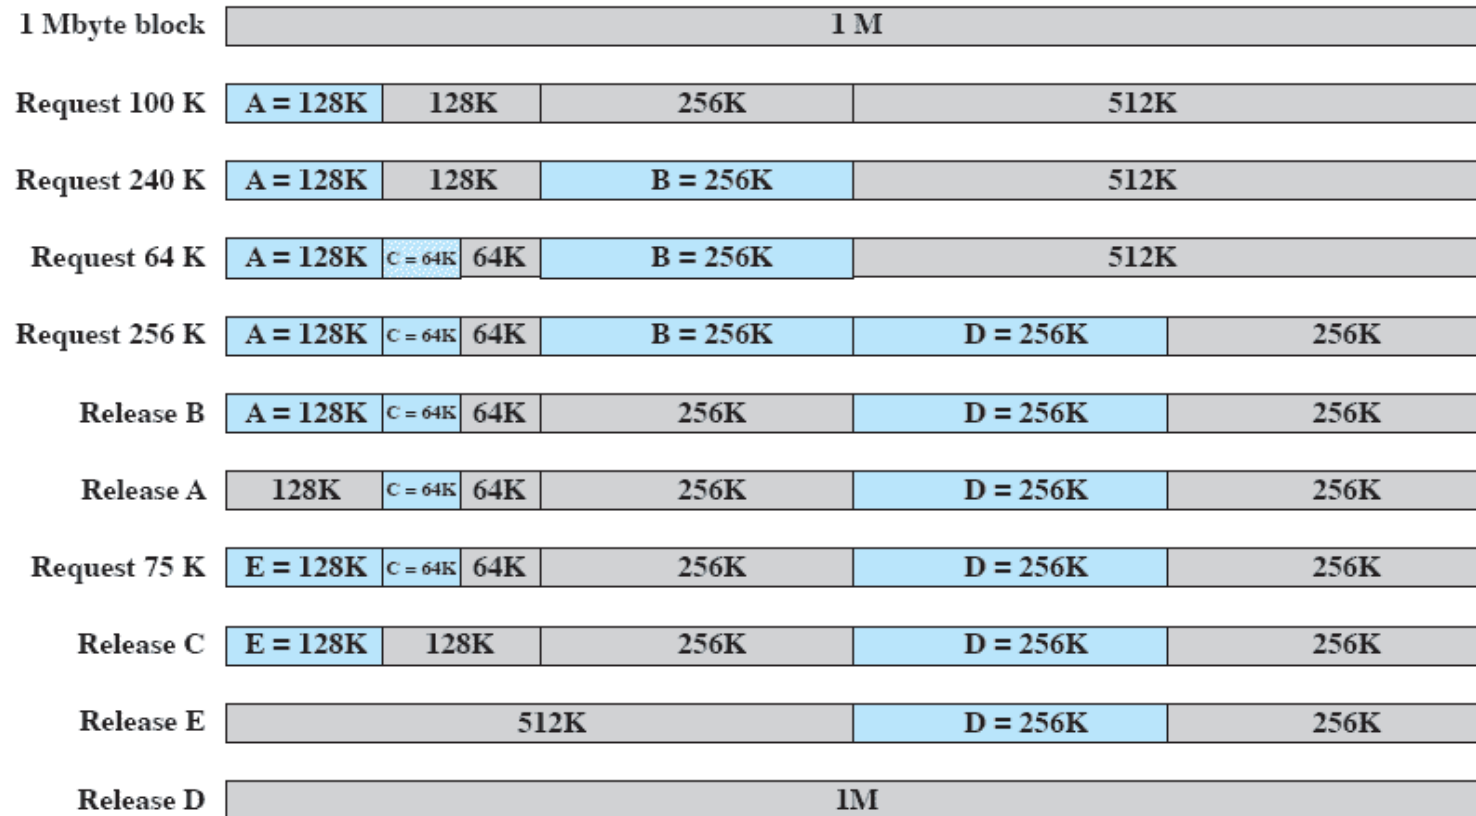 1 Mbyte block 1 M
Request 100 K A = 128K 128K 256K 512K
Request 240 K A = 128K 128K B = 256K 512K
Request 64 K A = 128K C = 64K 64K B = 256K 512K
Request 256 K A = 128K C = 64K 64K B = 256K D = 256K 256K
Release B A = 128K C = 64K 64K 256K D = 256K 256K
Release A 128K C = 64K 64K 256K D = 256K 256K
Request 75 K E = 128K C = 64K 64K 256K D = 256K 256K
Release C E = 128K 128K 256K D = 256K 256K
Release E 512K D = 256K 256K
Release D 1M